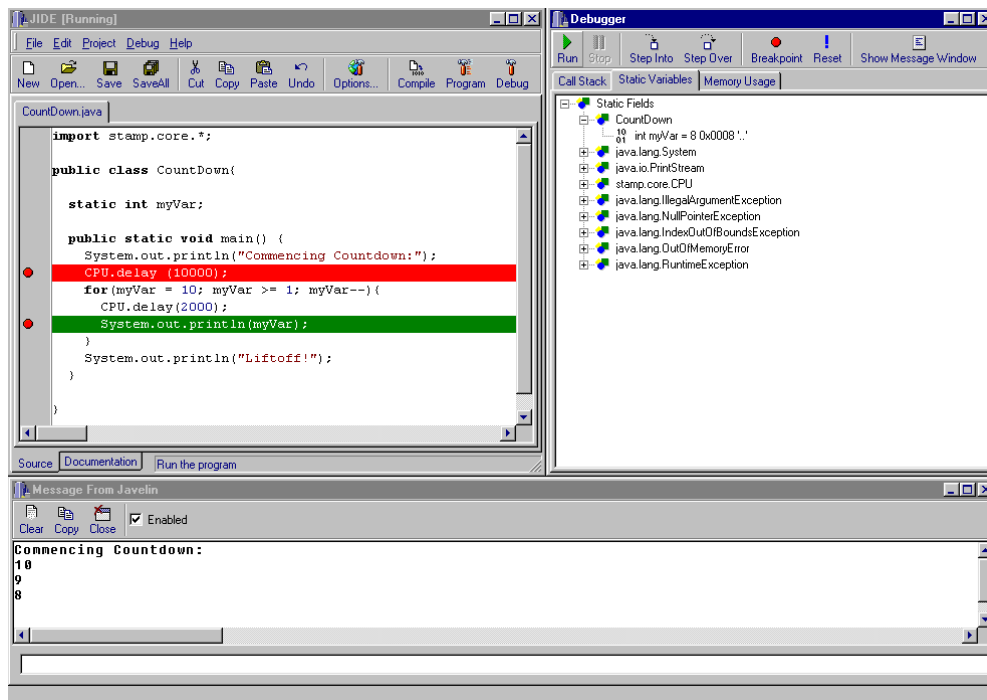 JIDE [Running]
File Edit Project Debug Help
New Open... Save SaveAll Cut Copy Paste Undo Options... Compile Program Debug
CountDown.java
import stamp.core.*;
public class CountDown{
static int myVar;
public static void main() {
System.out.println("Commencing Countdown:");
CPU.delay (10000);
for(myVar = 10; myVar >= 1; myVar--){
CPU.delay(2000);
System.out.println(myVar);
}
System.out.println("Liftoff!");
}
}
Source Documentation Run the program
Debugger
Run Stop Step Into Step Over Breakpoint Reset Show Message Window
Call Stack Static Variables Memory Usage
Static Fields
CountDown
10
01 int myVar = 8 0x0008 '..'
java.lang.System
java.io.PrintStream
stamp.core.CPU
java.lang.IllegalArgumentException
java.lang.NullPointerException
java.lang.IndexOutOfBoundsException
java.lang.OutOfMemoryError
java.lang.RuntimeException
Message From Javelin
Clear Copy Close Enabled
Commencing Countdown:
10
9
8